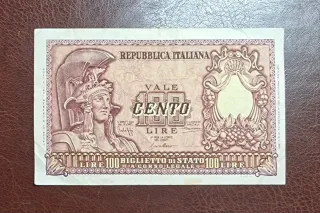 REPUBBLICA ITALIANA
VALE
100
CENTO
LIRE
LIRE 100 BIGLIETTO DI STATO 100 LIRE
A CORSO LEGALE